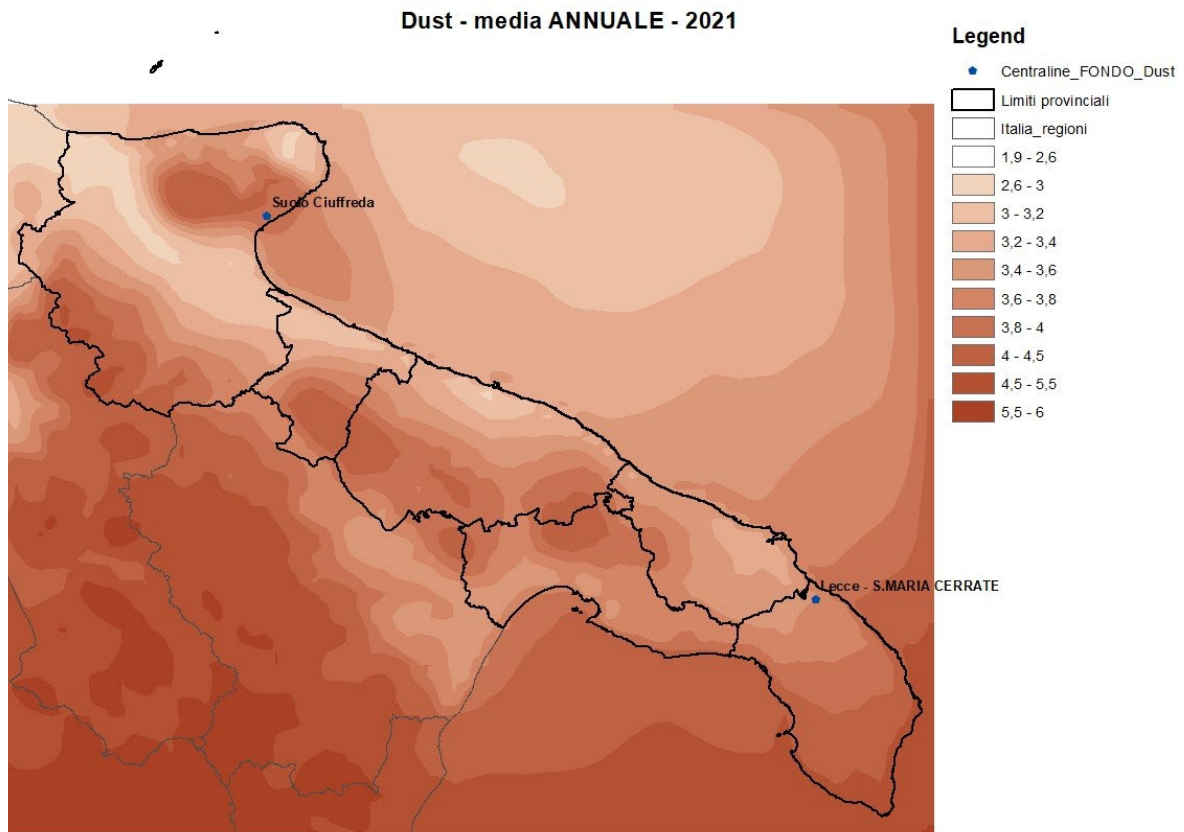 Dust - media ANNUALE - 2021
Legend
Centraline_FONDO_Dust
Limiti provinciali
Italia_regioni
1,9 - 2,6
2,6 - 3
3 - 3,2
3,2 - 3,4
3,4 - 3,6
3,6 - 3,8
3,8 - 4
4 - 4,5
4,5 - 5,5
5,5 - 6
Suolo Ciuffreda
Lecce - S.MARIA CERRATE